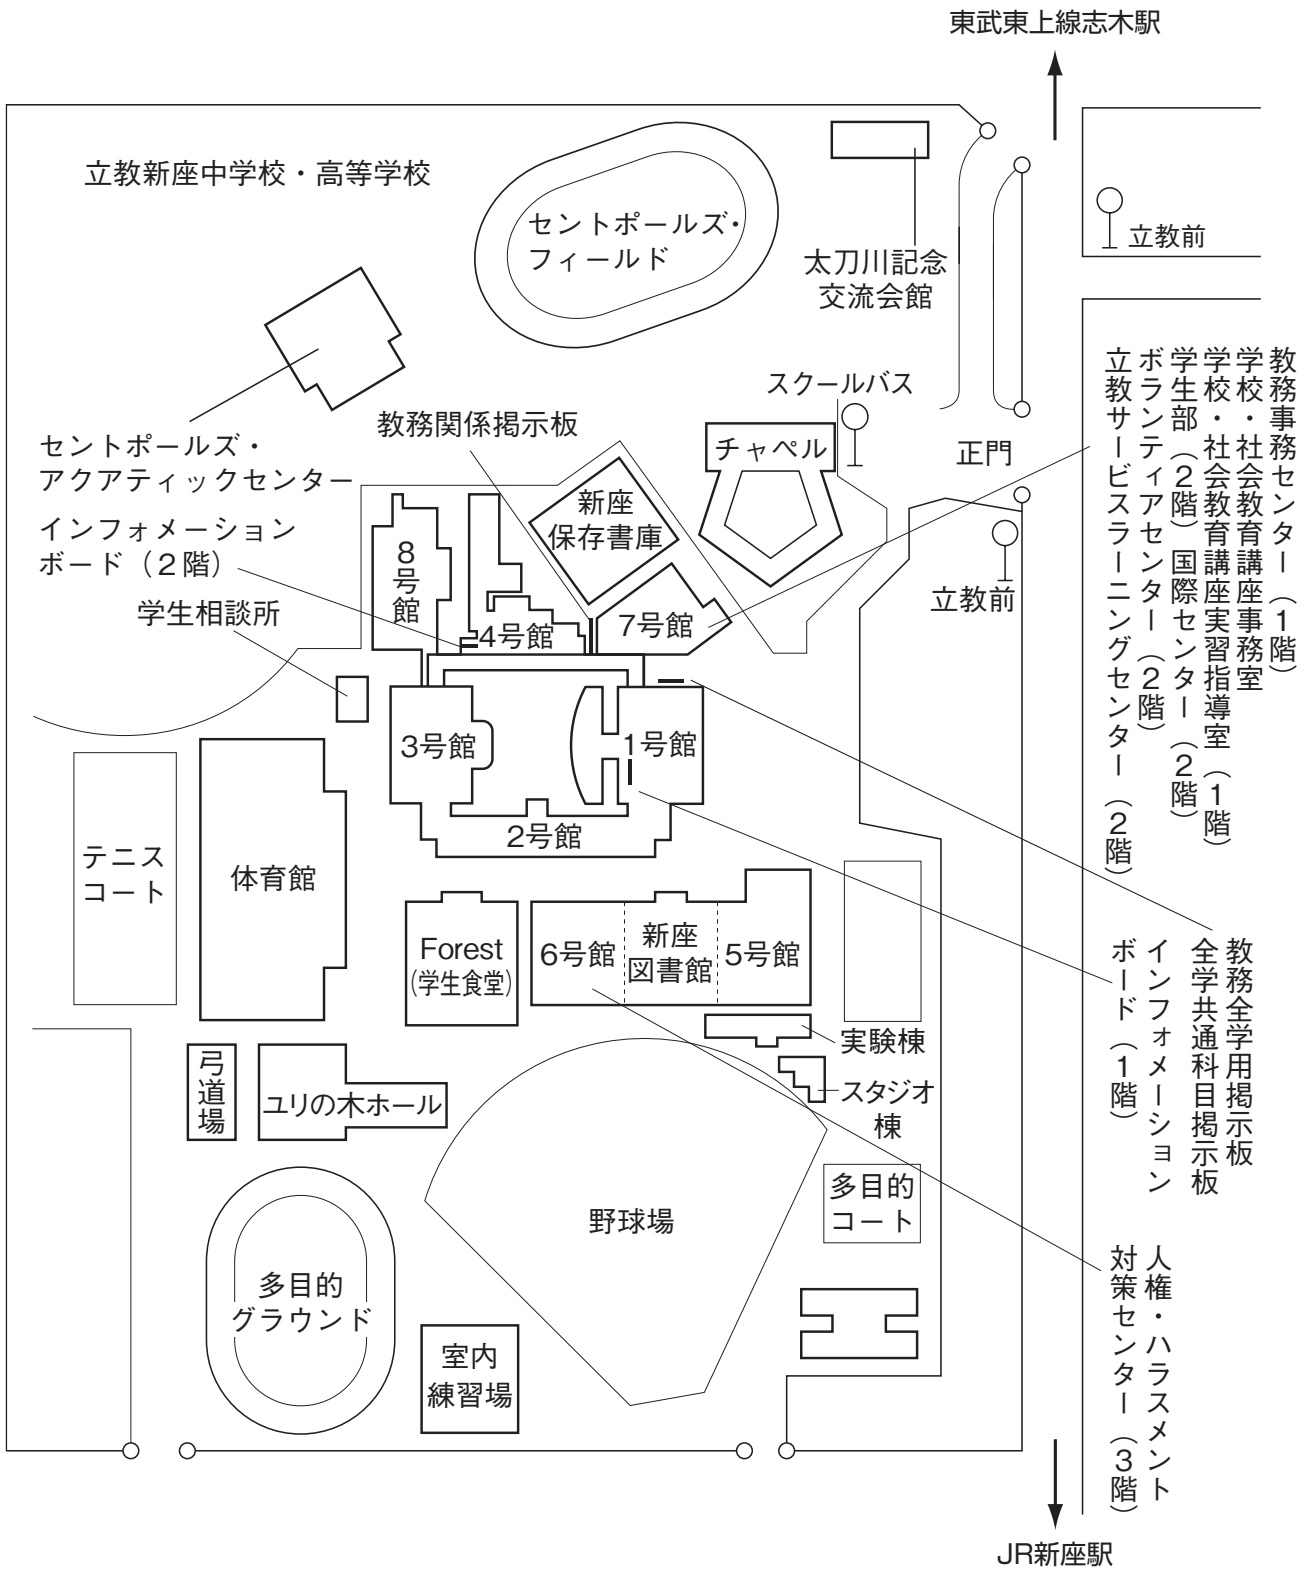 東武東上線志木駅
立教新座中学校・高等学校
セントポールズ・
フィールド
太刀川記念
交流会館
立教前
スクールバス
教務関係掲示板
チャペル
正門
セントポールズ・
アクアティックセンター
インフォメーション
ボード（2階）
学生相談所
新座
保存書庫
8号館
4号館
7号館
立教前
教務事務センター（1階）
学校・社会教育講座事務室
学校・社会教育講座実習指導室（1階）
学生部（2階）国際センター（2階）
ボランティアセンター（2階）
立教サービスラーニングセンター（2階）
3号館
1号館
2号館
テニス
コート
体育館
Forest
（学生食堂）
6号館
新座
図書館
5号館
教務全学用掲示板
全学共通科目掲示板
インフォメーション
ボード（1階）
実験棟
スタジオ
棟
弓道場
ユリの木ホール
多目的
コート
野球場
多目的
グラウンド
室内
練習場
人権・ハラスメント
対策センター（3階）
JR新座駅